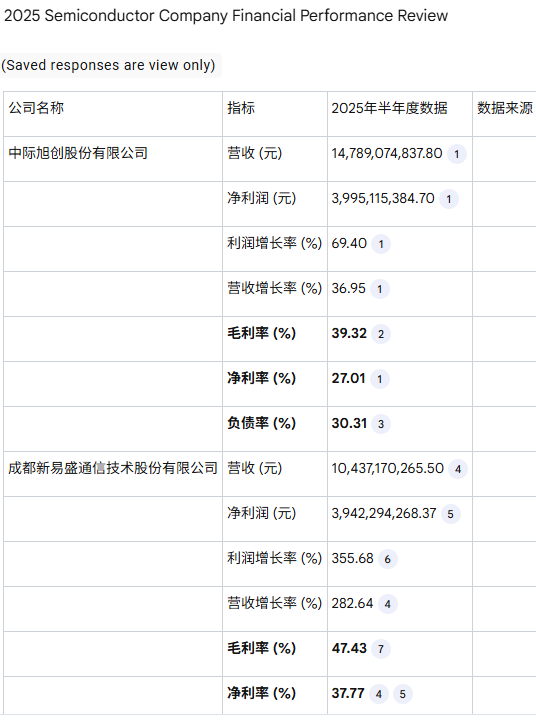 2025 Semiconductor Company Financial Performance Review
(Saved responses are view only)
公司名称 指标 2025年半年度数据 数据来源
中际旭创股份有限公司 营收 (元) 14,789,074,837.80 1
净利润 (元) 3,995,115,384.70 1
利润增长率 (%) 69.40 1
营收增长率 (%) 36.95 1
毛利率 (%) 39.32 2
净利率 (%) 27.01 1
负债率 (%) 30.31 3
成都新易盛通信技术股份有限公司 营收 (元) 10,437,170,265.50 4
净利润 (元) 3,942,294,268.37 5
利润增长率 (%) 355.68 6
营收增长率 (%) 282.64 4
毛利率 (%) 47.43 7
净利率 (%) 37.77 4 5